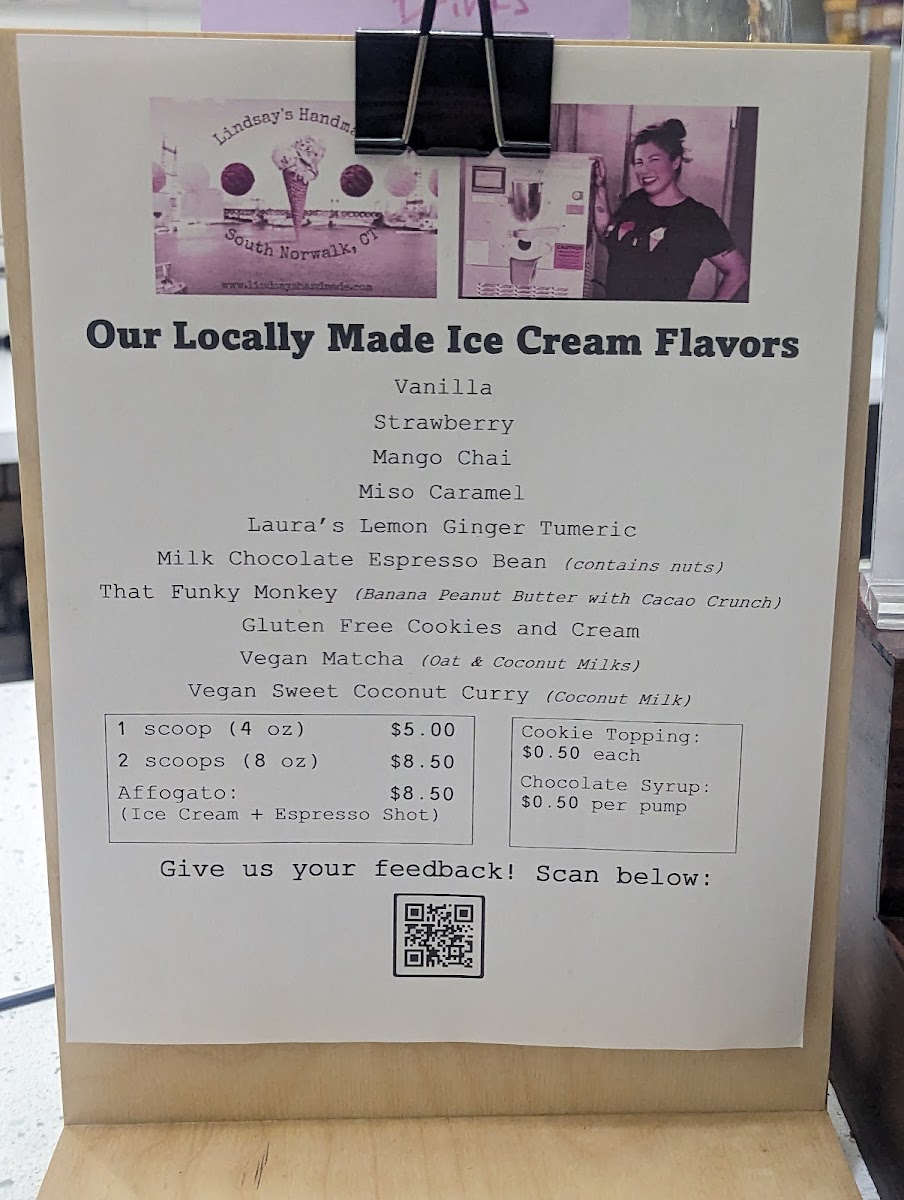 Drinks
Lindsay's Handma
South Norwalk, CT
www.lindsayshandmade.com
CAUTION
Our Locally Made Ice Cream Flavors
Vanilla
Strawberry
Mango Chai
Miso Caramel
Laura's Lemon Ginger Tumeric
Milk Chocolate Espresso Bean (contains nuts)
That Funky Monkey (Banana Peanut Butter with Cacao Crunch)
Gluten Free Cookies and Cream
Vegan Matcha (Oat & Coconut Milks)
Vegan Sweet Coconut Curry (Coconut Milk)
1 scoop (4 oz) $5.00
2 scoops (8 oz) $8.50
Affogato: $8.50
(Ice Cream + Espresso Shot)
Cookie Topping:
$0.50 each
Chocolate Syrup:
$0.50 per pump
Give us your feedback! Scan below: